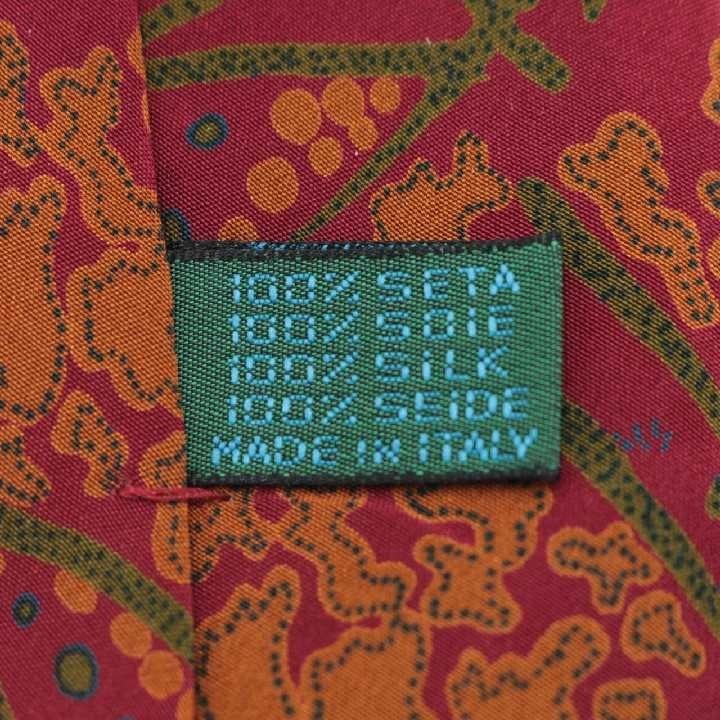 100% SETA
100% SOIE
100% SILK
100% SEIDE
MADE IN ITALY